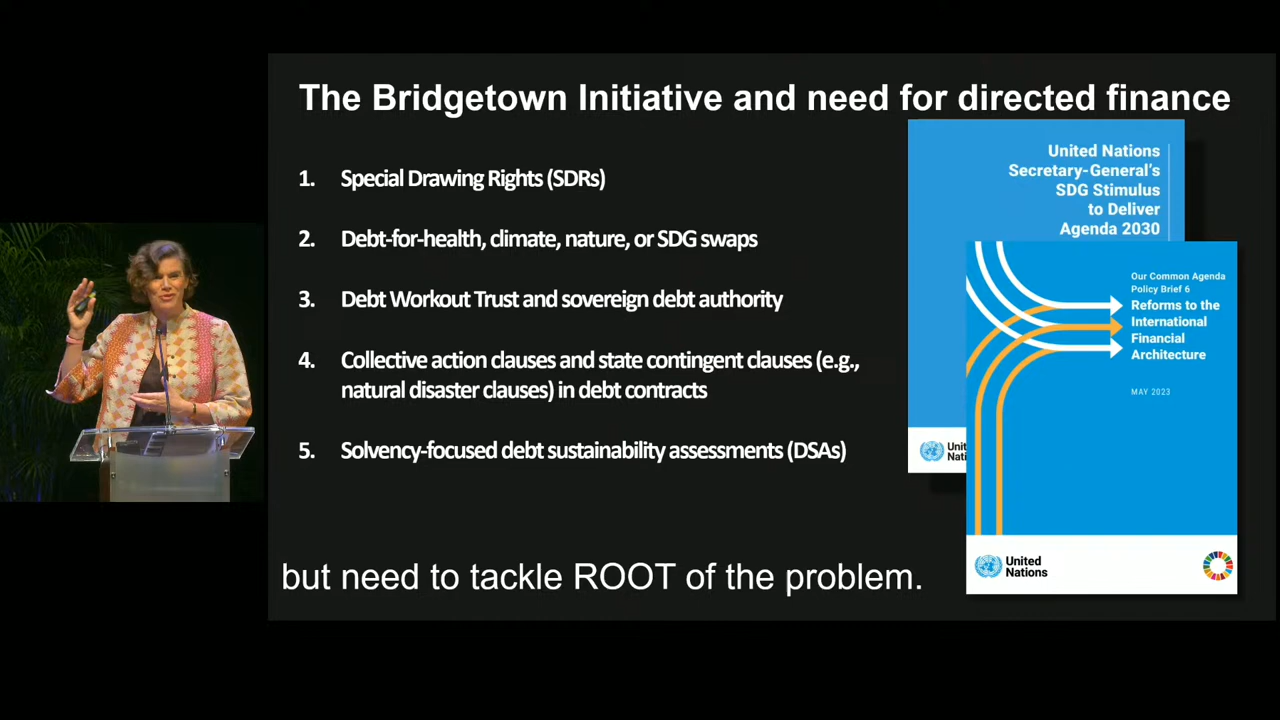 The Bridgetown Initiative and need for directed finance
1. Special Drawing Rights (SDRs)
2. Debt-for-health, climate, nature, or SDG swaps
3. Debt Workout Trust and sovereign debt authority
4. Collective action clauses and state contingent clauses (e.g.,
natural disaster clauses) in debt contracts
5. Solvency-focused debt sustainability assessments (DSAs)
but need to tackle ROOT of the problem.
United Nations
Secretary-General's
SDG Stimulus
to Deliver
Agenda 2030
Our Common Agenda
Policy Brief 6
Reforms to the
International
Financial
Architecture
MAY 2023
United
Nations